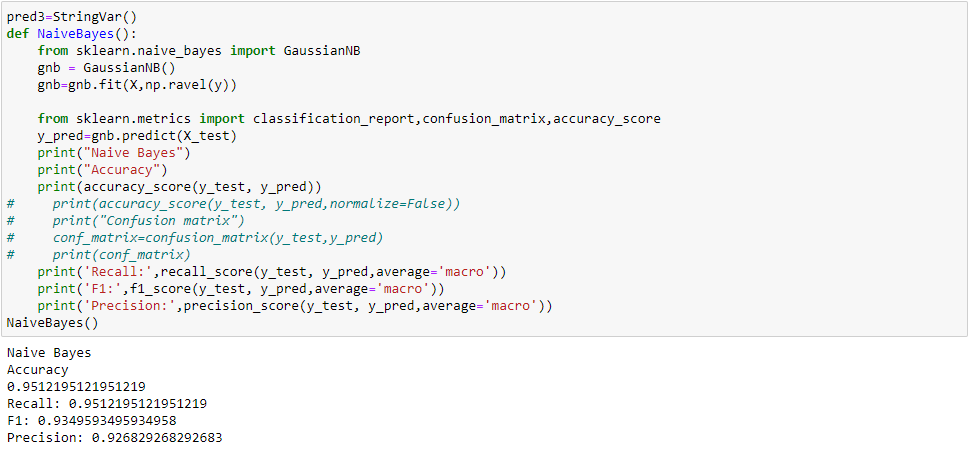 pred3=StringVar()
def NaiveBayes():
    from sklearn.naive_bayes import GaussianNB
    gnb = GaussianNB()
    gnb=gnb.fit(X,np.ravel(y))

    from sklearn.metrics import classification_report,confusion_matrix,accuracy_score
    y_pred=gnb.predict(X_test)
    print("Naive Bayes")
    print("Accuracy")
    print(accuracy_score(y_test, y_pred))
#     print(accuracy_score(y_test, y_pred,normalize=False))
#     print("Confusion matrix")
#     conf_matrix=confusion_matrix(y_test,y_pred)
#     print(conf_matrix)
    print('Recall:',recall_score(y_test, y_pred,average='macro'))
    print('F1:',f1_score(y_test, y_pred,average='macro'))
    print('Precision:',precision_score(y_test, y_pred,average='macro'))
NaiveBayes()
Naive Bayes
Accuracy
0.9512195121951219
Recall: 0.9512195121951219
F1: 0.9349593495934958
Precision: 0.926829268292683